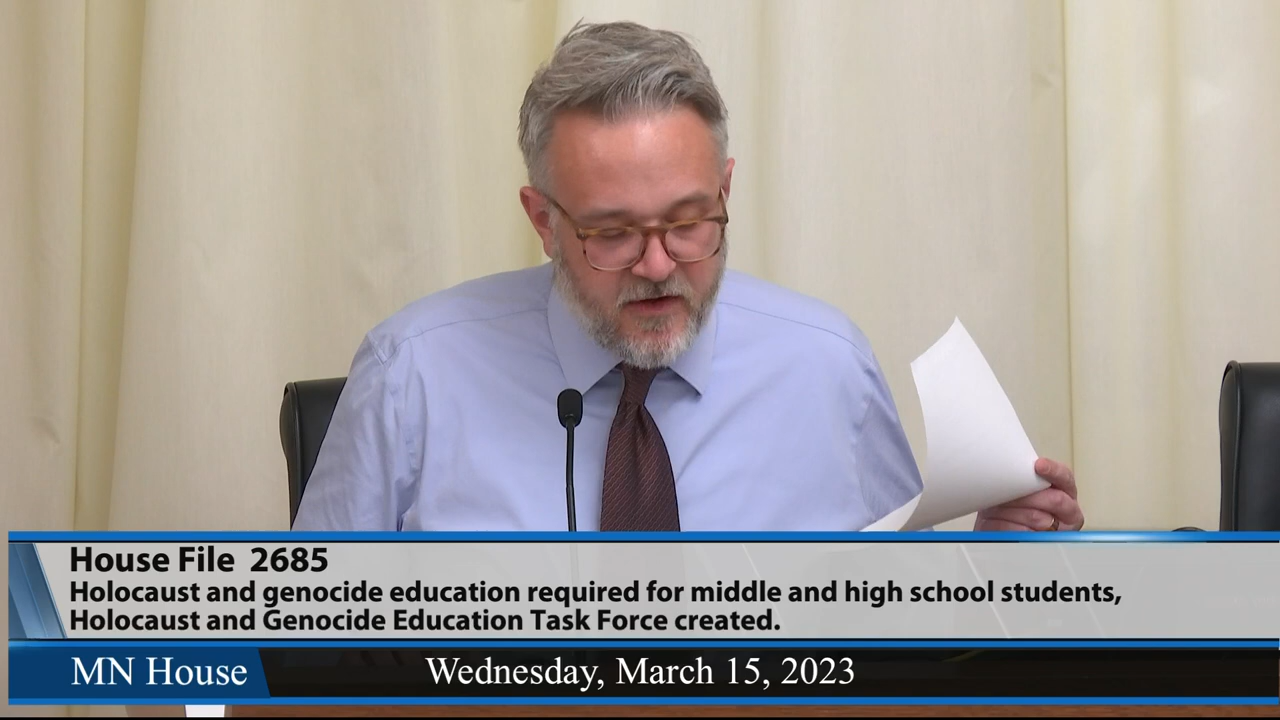 House File 2685
Holocaust and genocide education required for middle and high school students,
Holocaust and Genocide Education Task Force created.
MN House
Wednesday, March 15, 2023